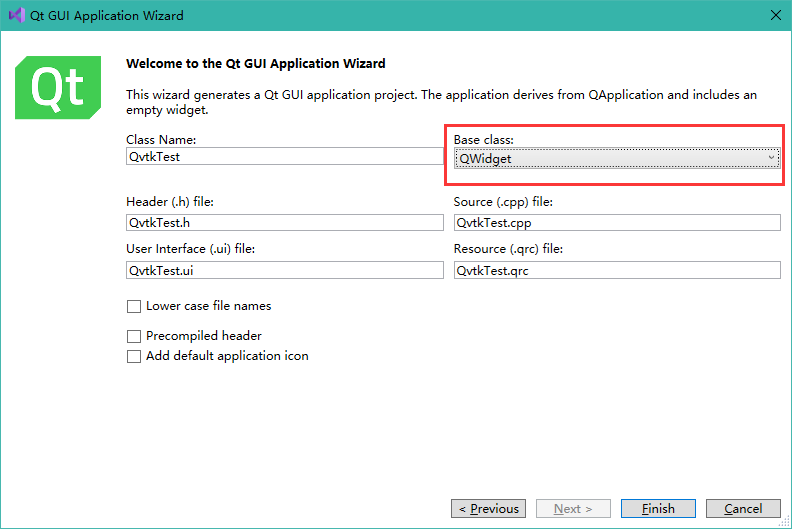 Qt GUI Application Wizard
Qt
Welcome to the Qt GUI Application Wizard
This wizard generates a Qt GUI application project. The application derives from QApplication and includes an
empty widget.
Class Name:
QvtkTest
Base class:
QWidget
Header (.h) file:
QvtkTest.h
Source (.cpp) file:
QvtkTest.cpp
User Interface (.ui) file:
QvtkTest.ui
Resource (.qrc) file:
QvtkTest.qrc
Lower case file names
Precompiled header
Add default application icon
< Previous
Next >
Finish
Cancel